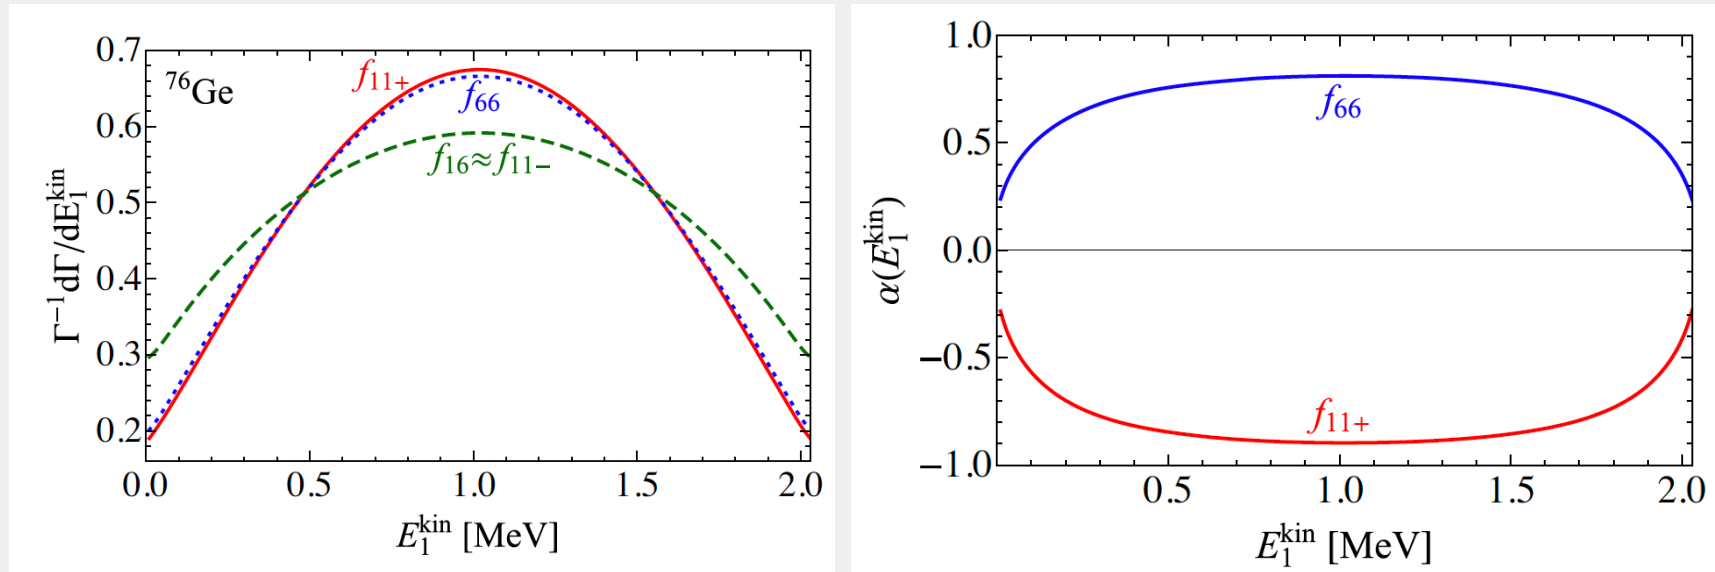 0.7
⁷⁶Ge
f₁₁₊
f₆₆
0.6
f₁₆≈f₁₁₋
0.5
0.4
0.3
0.2
Γ⁻¹dΓ/dE₁ᵏⁱⁿ
0.0 0.5 1.0 1.5 2.0
E₁ᵏⁱⁿ [MeV]
1.0
f₆₆
0.5
0.0
−0.5
f₁₁₊
−1.0
α(E₁ᵏⁱⁿ)
0.5 1.0 1.5 2.0
E₁ᵏⁱⁿ [MeV]